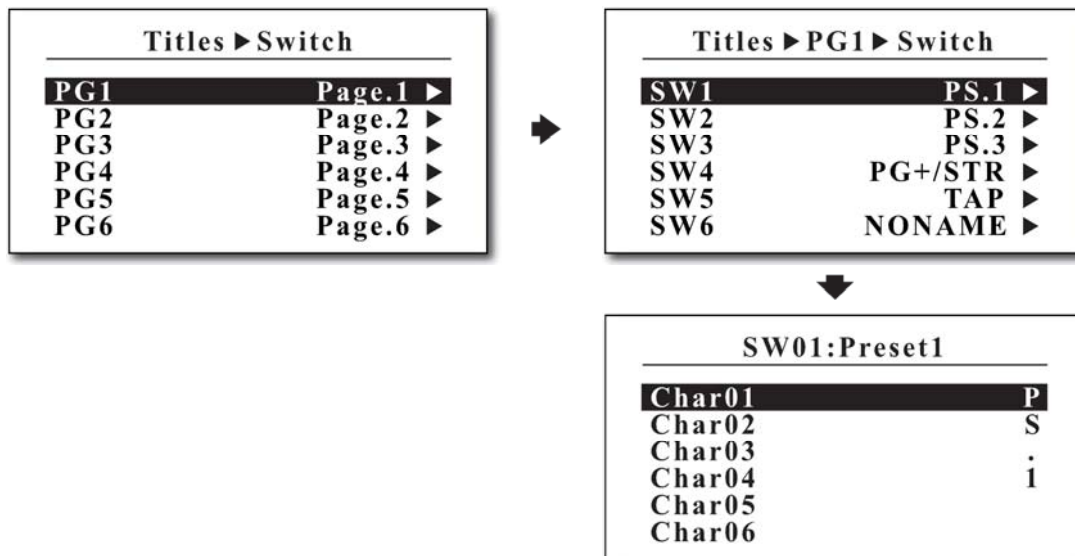 Titles ▶ Switch
PG1 Page.1 ▶
PG2 Page.2 ▶
PG3 Page.3 ▶
PG4 Page.4 ▶
PG5 Page.5 ▶
PG6 Page.6 ▶
Titles ▶ PG1 ▶ Switch
SW1 PS.1 ▶
SW2 PS.2 ▶
SW3 PS.3 ▶
SW4 PG+/STR ▶
SW5 TAP ▶
SW6 NONAME ▶
SW01:Preset1
Char01 P
Char02 S
Char03 .
Char04 1
Char05
Char06